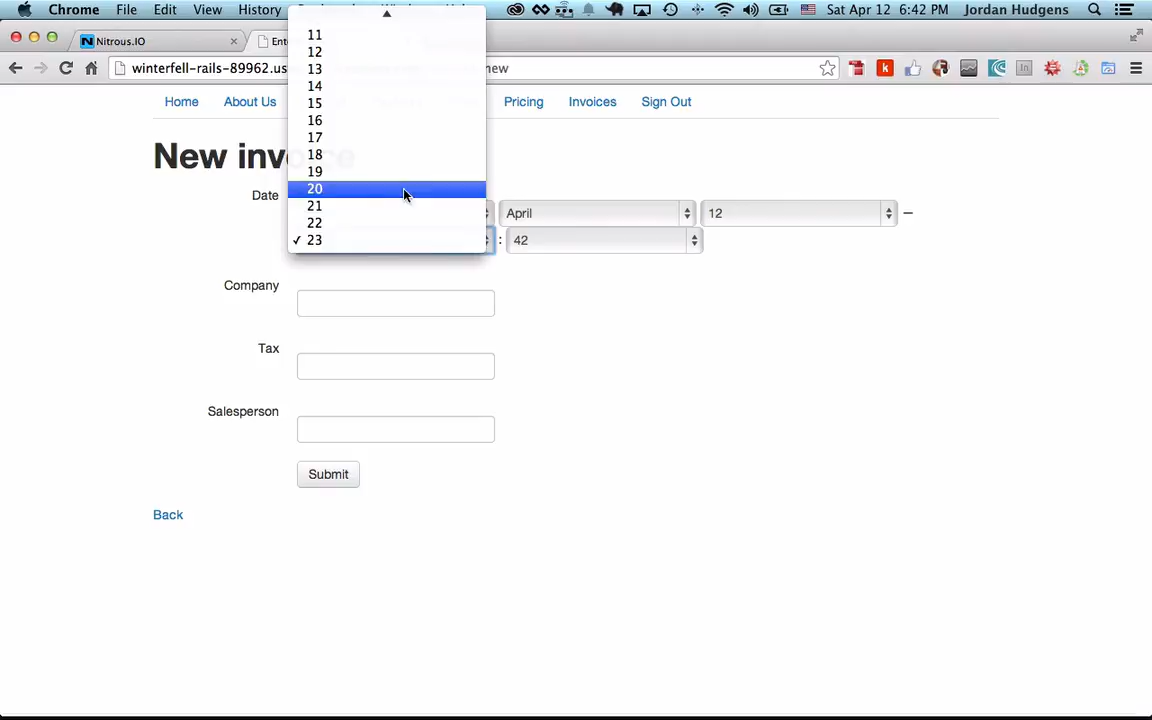 Chrome File Edit View History Sat Apr 12 6:42 PM Jordan Hudgens
Nitrous.IO
winterfell-rails-89962.us new
Home About Us Pricing Invoices Sign Out
New inv
Date
April 12 –
: 42
11
12
13
14
15
16
17
18
19
20
21
22
✓ 23
Company
Tax
Salesperson
Submit
Back